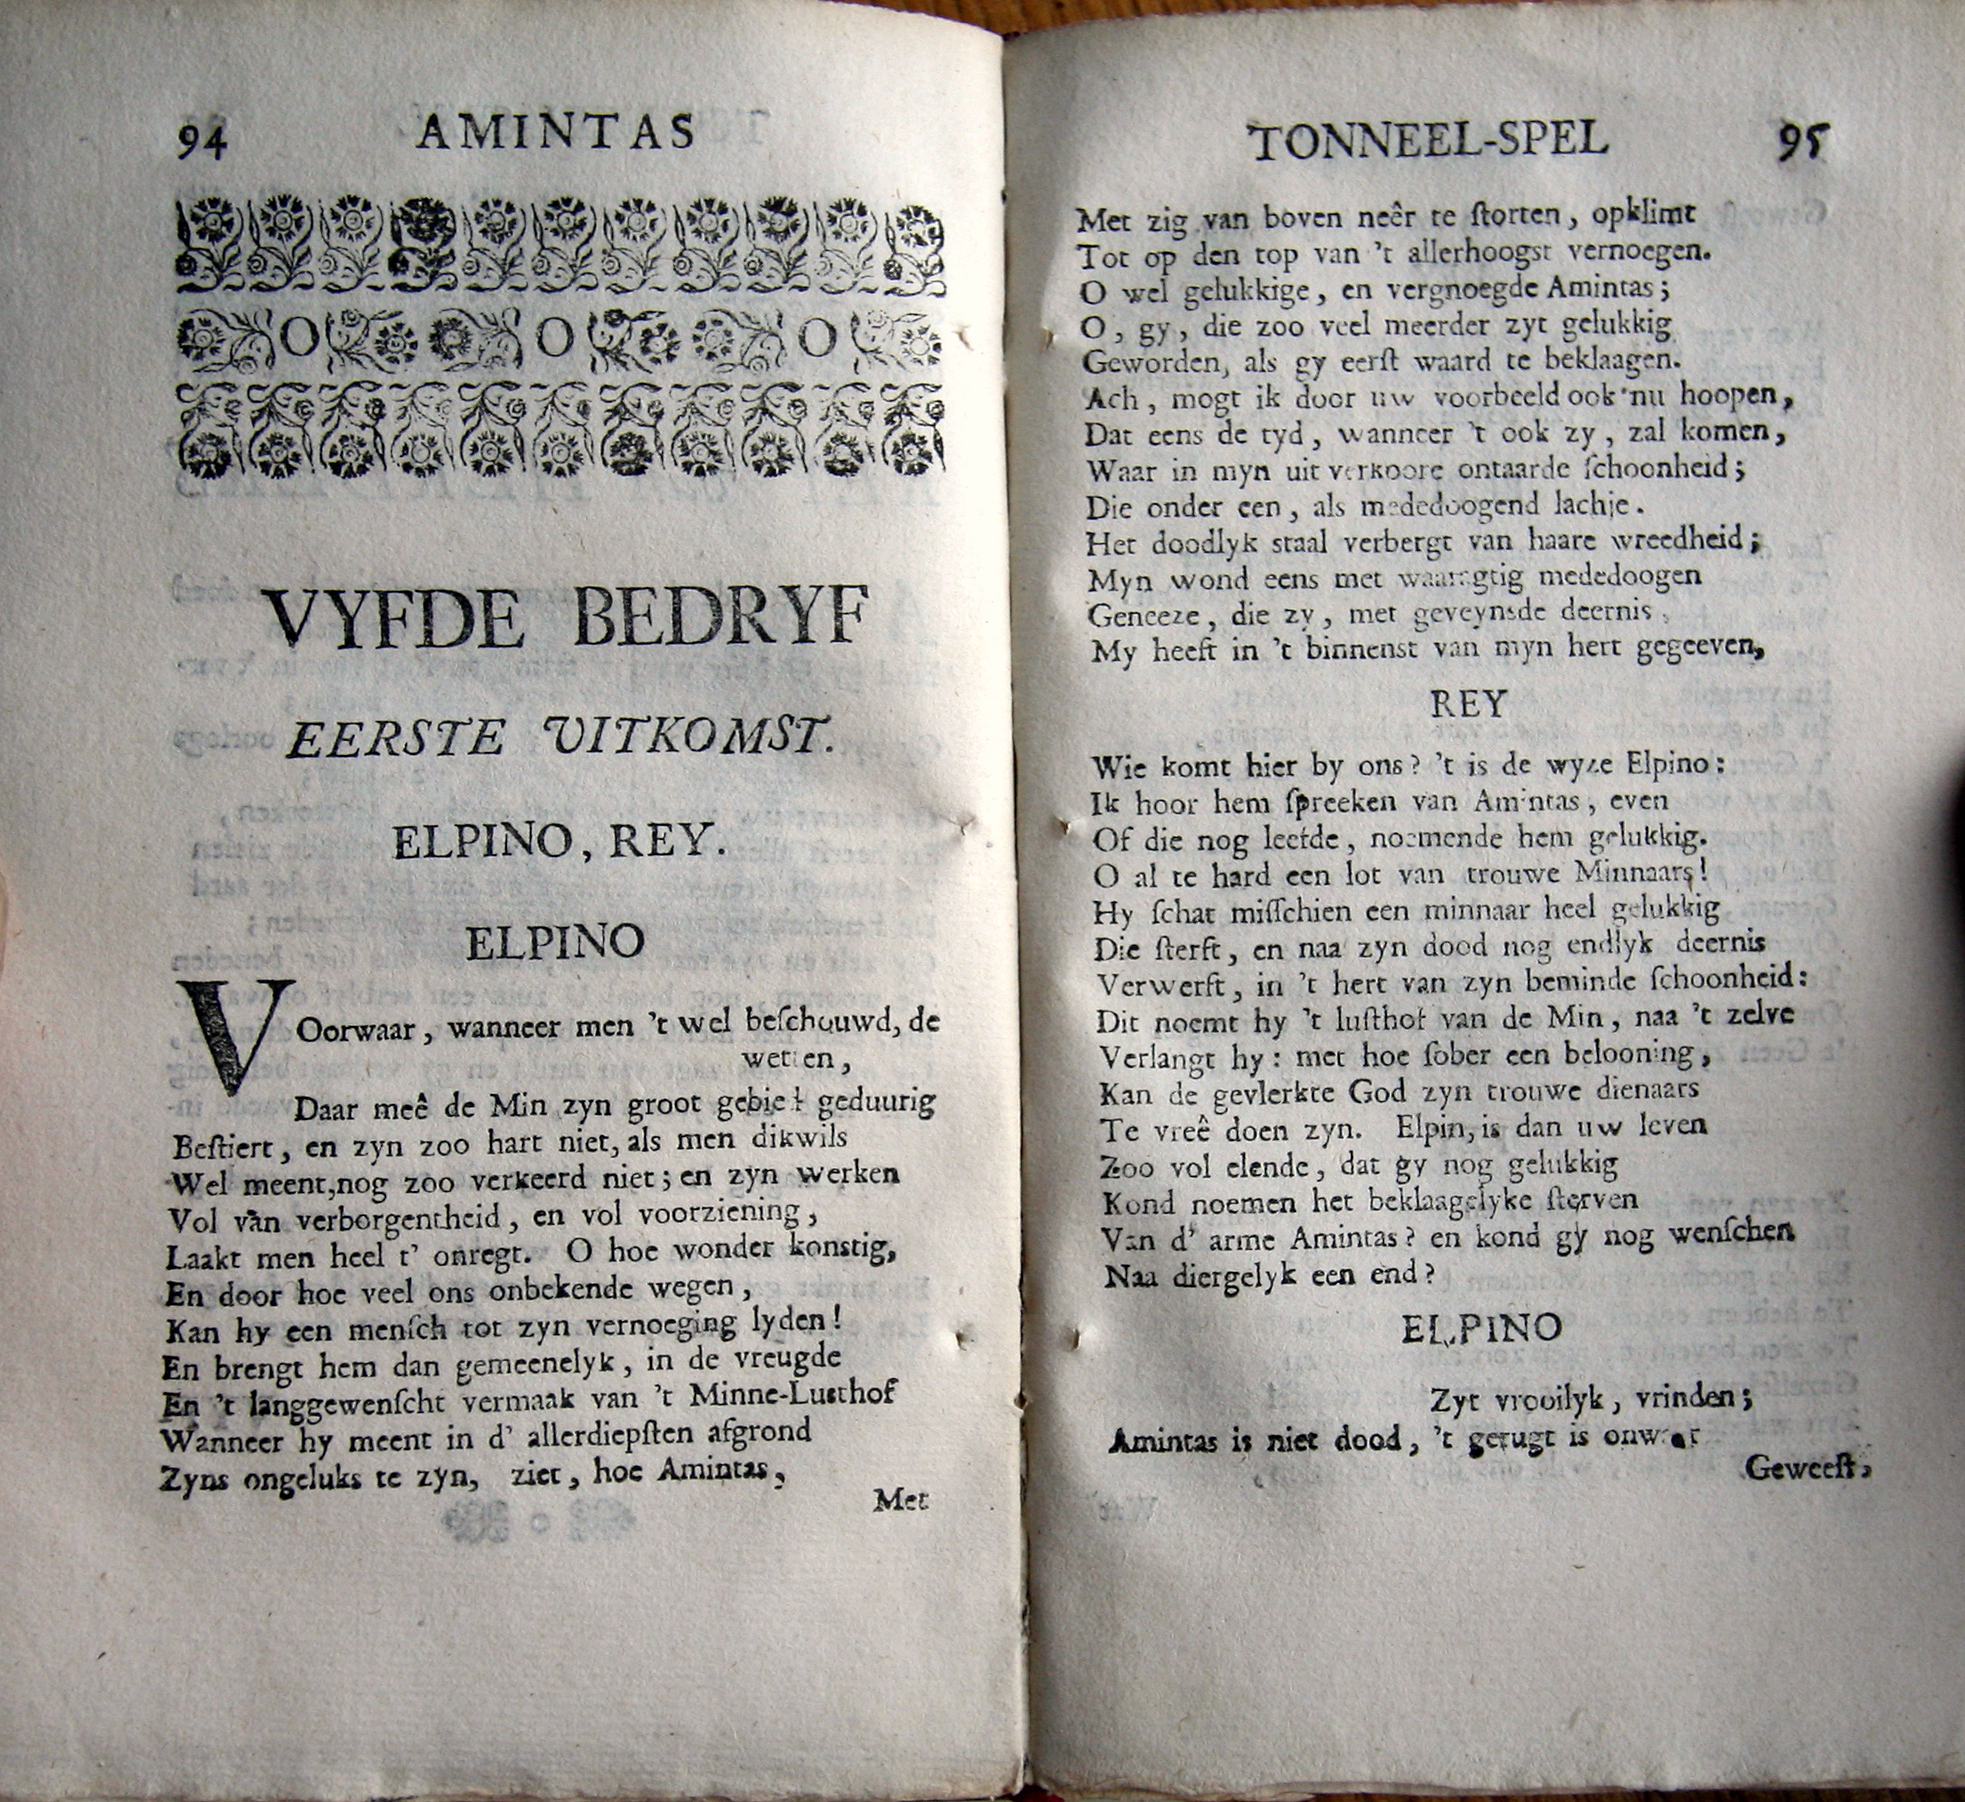 94 AMINTAS
VYFDE BEDRYF
EERSTE UITKOMST.
ELPINO, REY.
ELPINO
VOorwaar, wanneer men 't wel beſchouwd, de
wetten,
Daar meê de Min zyn groot gebiet geduurig
Beſtiert, en zyn zoo hart niet, als men dikwils
Wel meent,nog zoo verkeerd niet; en zyn werken
Vol van verborgentheid, en vol voorziening,
Laakt men heel t' onregt. O hoe wonder konstig,
En door hoe veel ons onbekende wegen,
Kan hy een menſch tot zyn vernoeging lyden!
En brengt hem dan gemeenelyk, in de vreugde
En 't langgewenſcht vermaak van 't Minne-Lusthof
Wanneer hy meent in d' allerdiepſten afgrond
Zyns ongeluks te zyn, ziet, hoe Amintas,
Met
TONNEEL-SPEL 95
Met zig van boven neêr te ſtorten, opklimt
Tot op den top van 't allerhoogst vernoegen.
O wel gelukkige, en vergnoegde Amintas;
O, gy, die zoo veel meerder zyt gelukkig
Geworden, als gy eerſt waard te beklaagen.
Ach, mogt ik door uw voorbeeld ook nu hoopen,
Dat eens de tyd, wanneer 't ook zy, zal komen,
Waar in myn uit verkoore ontaarde ſchoonheid;
Die onder een, als mededoogend lachje.
Het doodlyk staal verbergt van haare wreedheid;
Myn wond eens met waaragtig mededoogen
Geneeze, die zy, met geveynsde deernis,
My heeft in 't binnenst van myn hert gegeeven,
REY
Wie komt hier by ons? 't is de wyze Elpino:
Ik hoor hem ſpreeken van Amintas, even
Of die nog leefde, noemende hem gelukkig.
O al te hard een lot van trouwe Minnaars!
Hy ſchat miſſchien een minnaar heel gelukkig
Die ſterft, en naa zyn dood nog endlyk deernis
Verwerft, in 't hert van zyn beminde ſchoonheid:
Dit noemt hy 't luſthof van de Min, naa 't zelve
Verlangt hy: met hoe ſober een belooning,
Kan de gevlerkte God zyn trouwe dienaars
Te vreê doen zyn. Elpin, is dan uw leven
Zoo vol elende, dat gy nog gelukkig
Kond noemen het beklaagelyke ſterven
Van d' arme Amintas? en kond gy nog wenſchen
Naa diergelyk een end?
ELPINO
Zyt vrooilyk, vrinden;
Amintas is niet dood, 't gerugt is onwaar
Geweeſt,